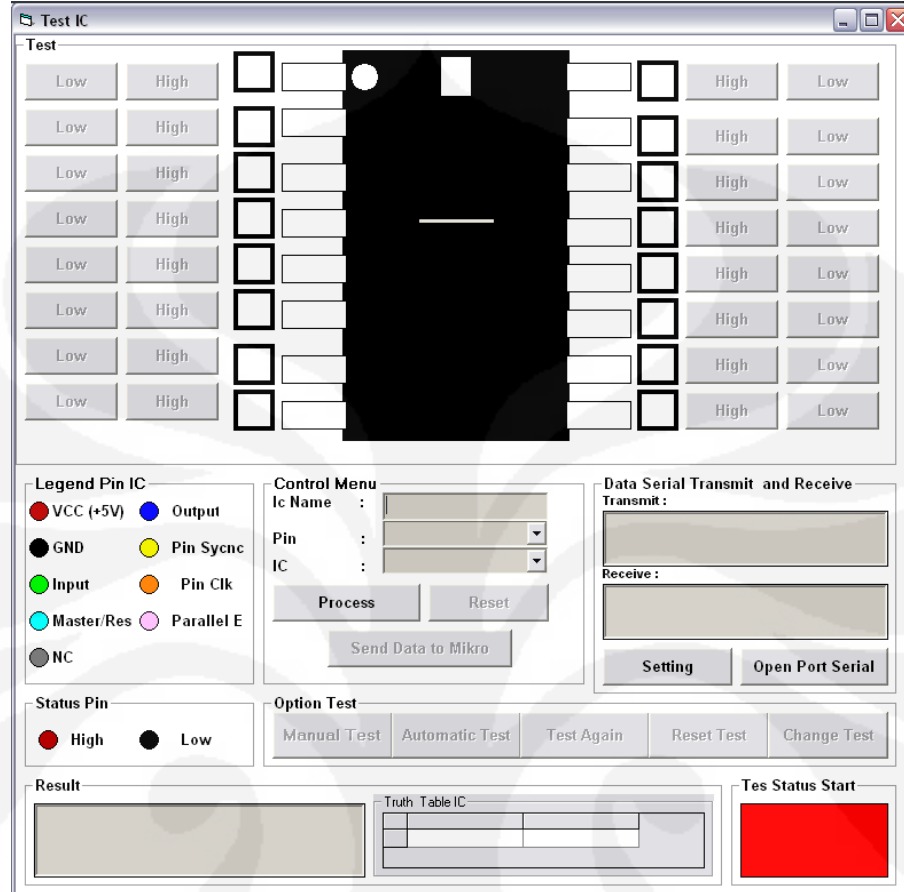 Test IC
Test
Low High High Low
Low High High Low
Low High High Low
Low High High Low
Low High High Low
Low High High Low
Low High High Low
Low High High Low
Legend Pin IC
VCC (+5V) Output
GND Pin Sycnc
Input Pin Clk
Master/Res Parallel E
NC
Control Menu
Ic Name :
Pin :
IC :
Process Reset
Send Data to Mikro
Data Serial Transmit and Receive
Transmit :
Receive :
Setting Open Port Serial
Status Pin
High Low
Option Test
Manual Test Automatic Test Test Again Reset Test Change Test
Result
Truth Table IC
Tes Status Start